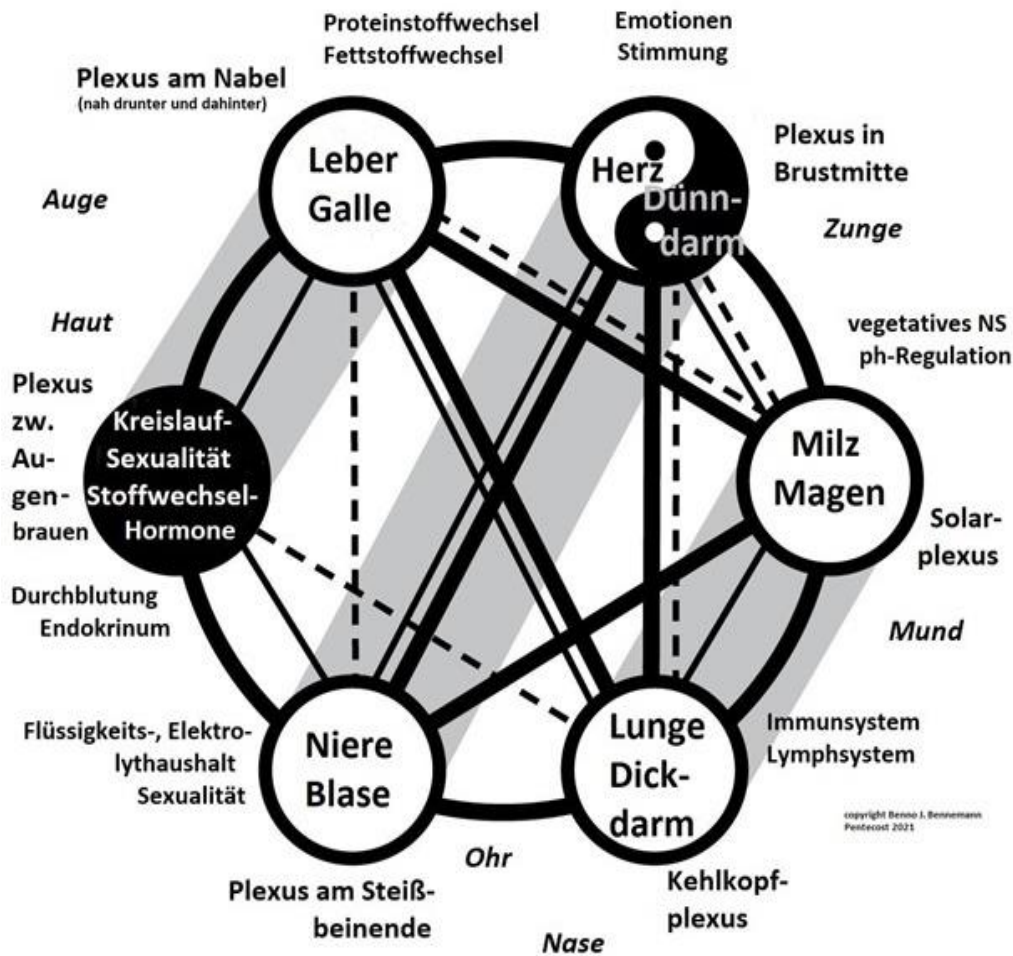 Proteinstoffwechsel
Fettstoffwechsel
Emotionen
Stimmung
Plexus am Nabel
(nah drunter und dahinter)
Leber
Galle
Herz
Dünn-
darm
Plexus in
Brustmitte
Auge
Zunge
Haut
vegetatives NS
ph-Regulation
Plexus
zw.
Au-
gen-
brauen
Kreislauf-
Sexualität
Stoffwechsel-
Hormone
Milz
Magen
Solar-
plexus
Durchblutung
Endokrinum
Mund
Flüssigkeits-, Elektro-
lythaushalt
Sexualität
Niere
Blase
Lunge
Dick-
darm
Immunsystem
Lymphsystem
copyright Benno J. Bennemann
Pentecost 2021
Ohr
Plexus am Steiß-
beinende
Kehlkopf-
plexus
Nase